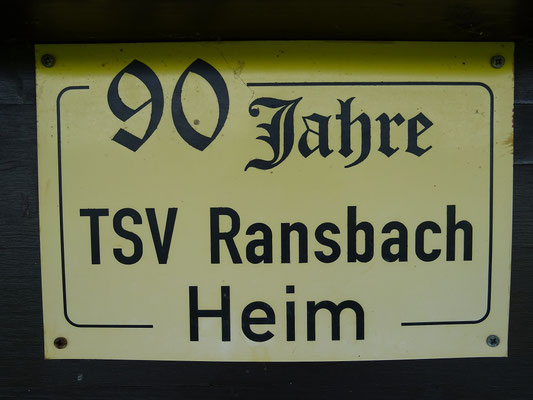 90 Jahre
TSV Ransbach
Heim